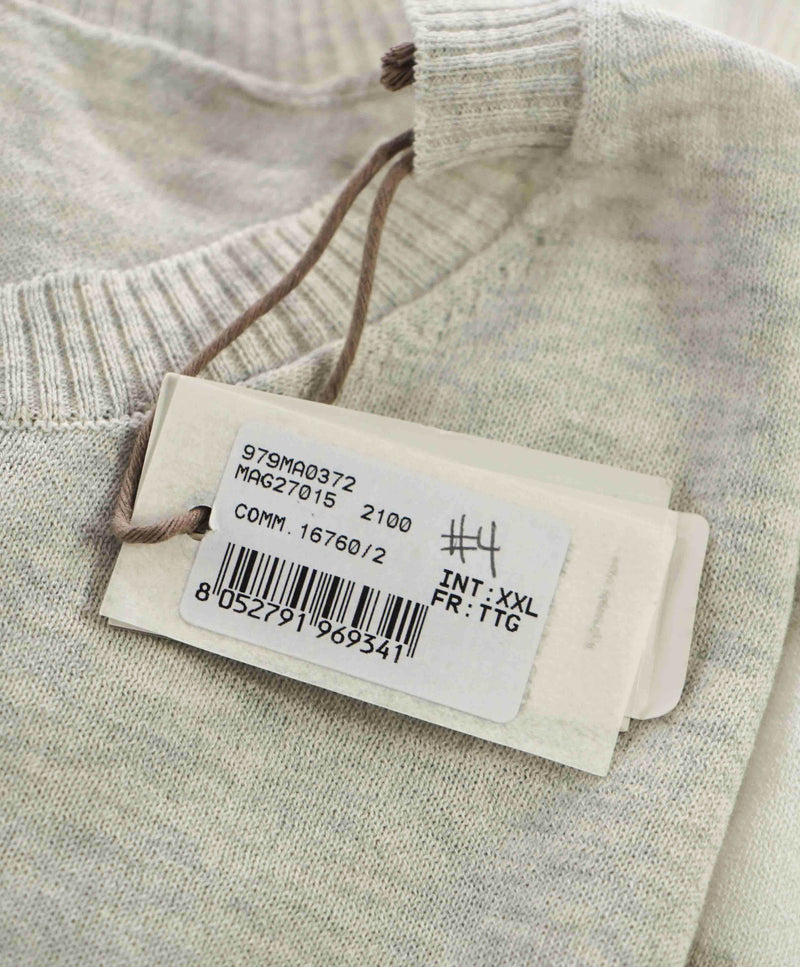 979MA0372
MAG27015 2100
COMM.16760/2
#4
INT:XXL
FR:TTG
8 052791 969341